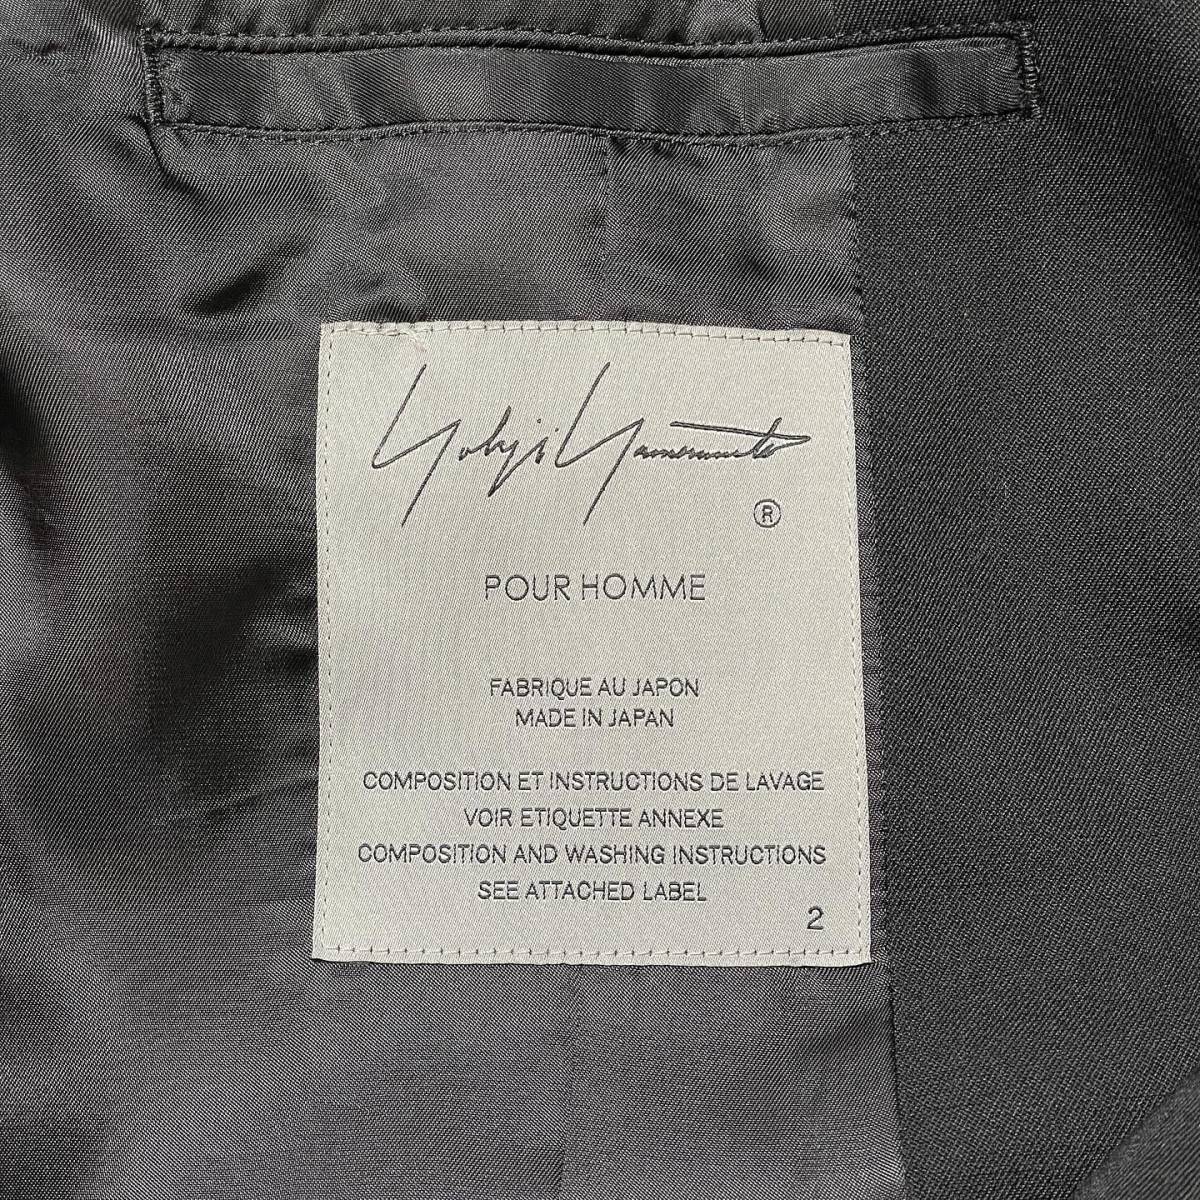 Yohji Yamamoto
®
POUR HOMME
FABRIQUE AU JAPON
MADE IN JAPAN
COMPOSITION ET INSTRUCTIONS DE LAVAGE
VOIR ETIQUETTE ANNEXE
COMPOSITION AND WASHING INSTRUCTIONS
SEE ATTACHED LABEL
2